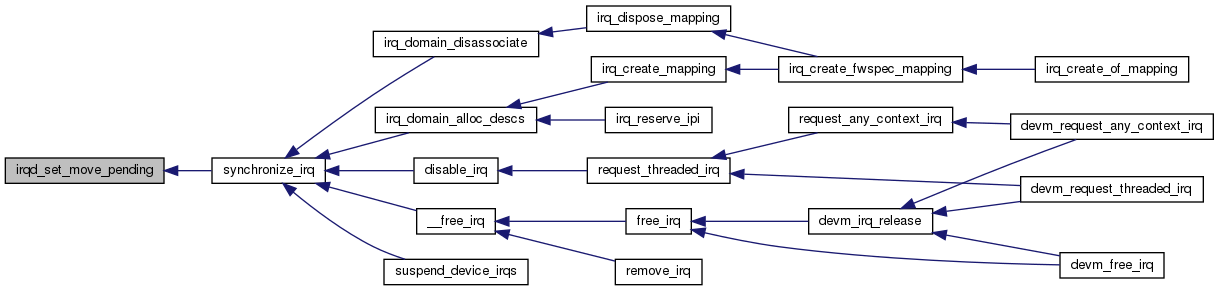 irq_dispose_mapping
irq_domain_disassociate
irq_create_mapping
irq_create_fwspec_mapping
irq_create_of_mapping
irq_domain_alloc_descs
irq_reserve_ipi
request_any_context_irq
devm_request_any_context_irq
irqd_set_move_pending
synchronize_irq
disable_irq
request_threaded_irq
devm_request_threaded_irq
__free_irq
free_irq
devm_irq_release
devm_free_irq
suspend_device_irqs
remove_irq